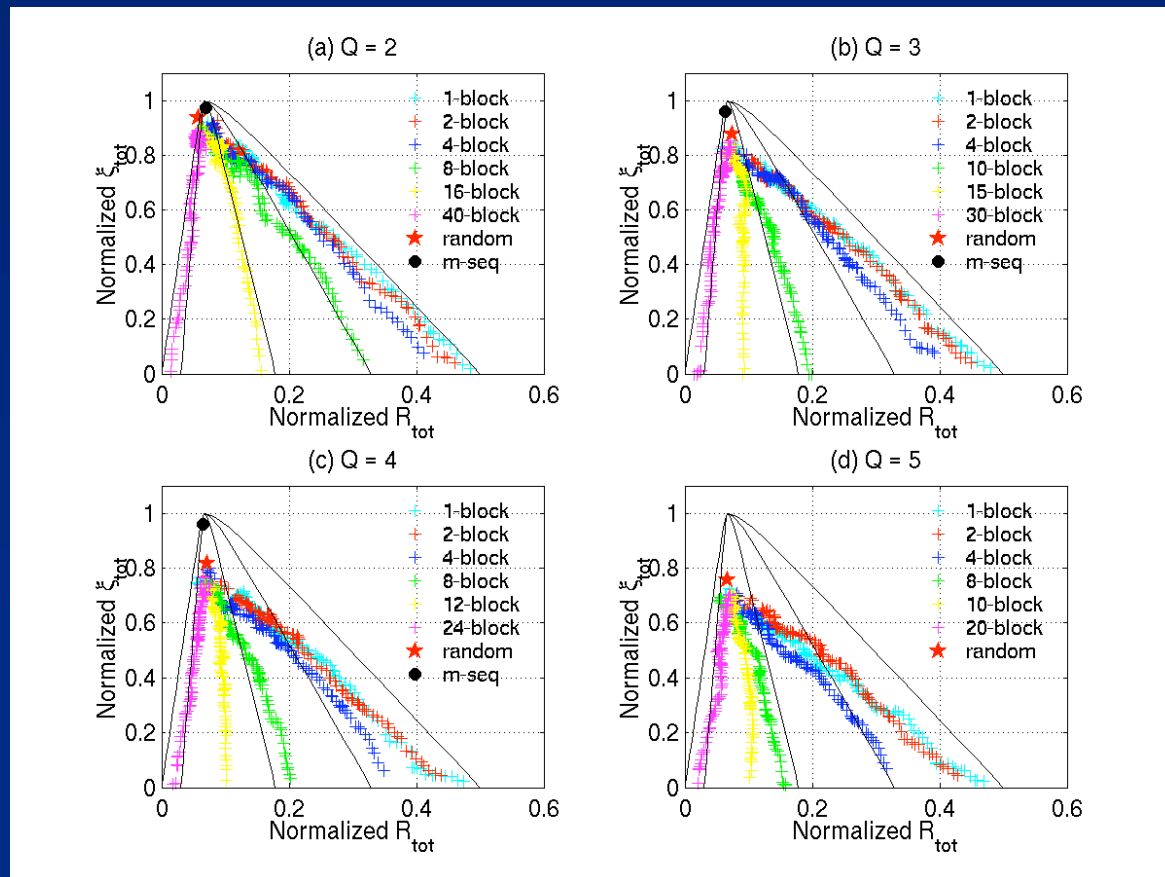 (a) Q = 2
Normalized ξtot
1
0.8
0.6
0.4
0.2
0
0
0.2
0.4
0.6
Normalized Rtot
1-block
2-block
4-block
8-block
16-block
40-block
random
m-seq
(b) Q = 3
Normalized ξtot
1
0.8
0.6
0.4
0.2
0
0
0.2
0.4
0.6
Normalized Rtot
1-block
2-block
4-block
10-block
15-block
30-block
random
m-seq
(c) Q = 4
Normalized ξtot
1
0.8
0.6
0.4
0.2
0
0
0.2
0.4
0.6
Normalized Rtot
1-block
2-block
4-block
8-block
12-block
24-block
random
m-seq
(d) Q = 5
Normalized ξtot
1
0.8
0.6
0.4
0.2
0
0
0.2
0.4
0.6
Normalized Rtot
1-block
2-block
4-block
8-block
10-block
20-block
random